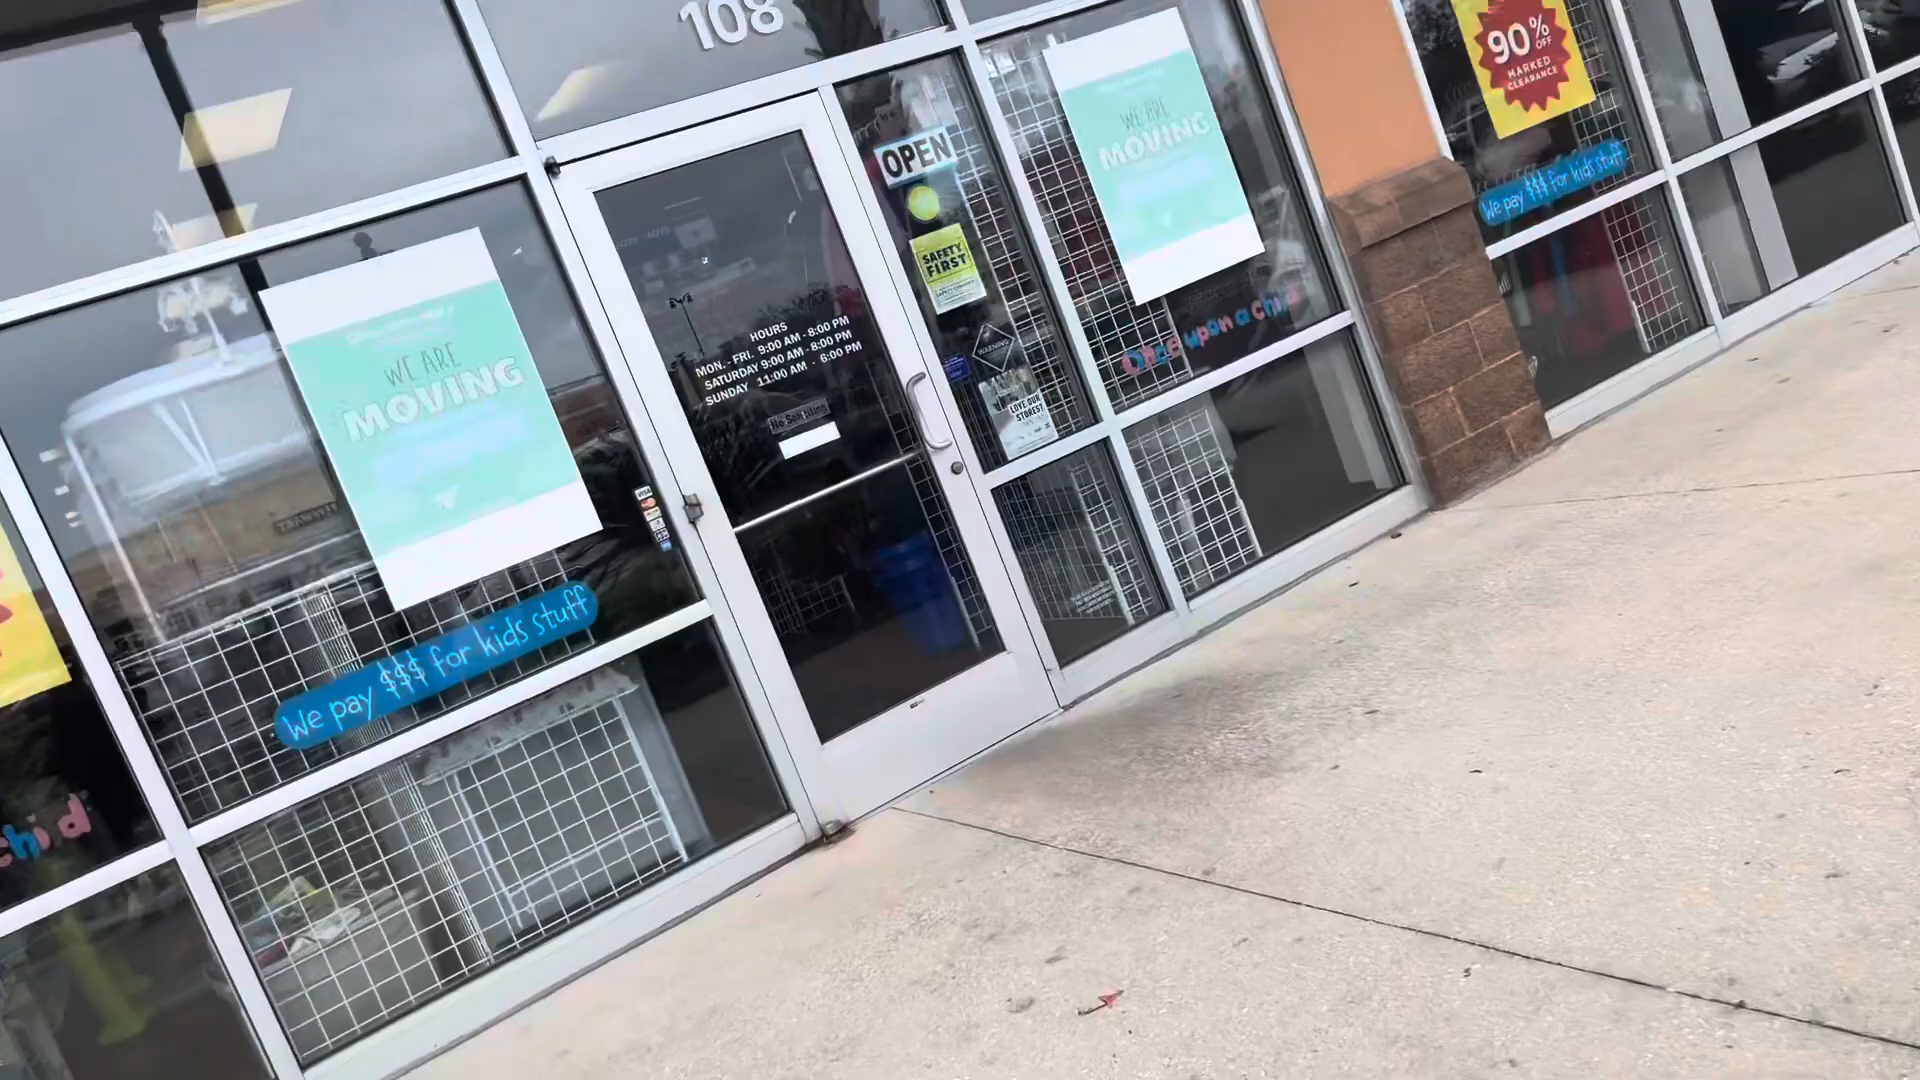 108
WE ARE
MOVING
We pay $$$ for kids stuff
HOURS
MON. - FRI. 9:00 AM - 8:00 PM
SATURDAY 9:00 AM - 8:00 PM
SUNDAY 11:00 AM - 6:00 PM
No Soliciting
VISA
OPEN
SAFETY
FIRST
WARNING
LOVE OUR
STORES?
WE ARE
MOVING
Once upon a child
90% OFF
MARKED
CLEARANCE
We pay $$$ for kids stuff
child